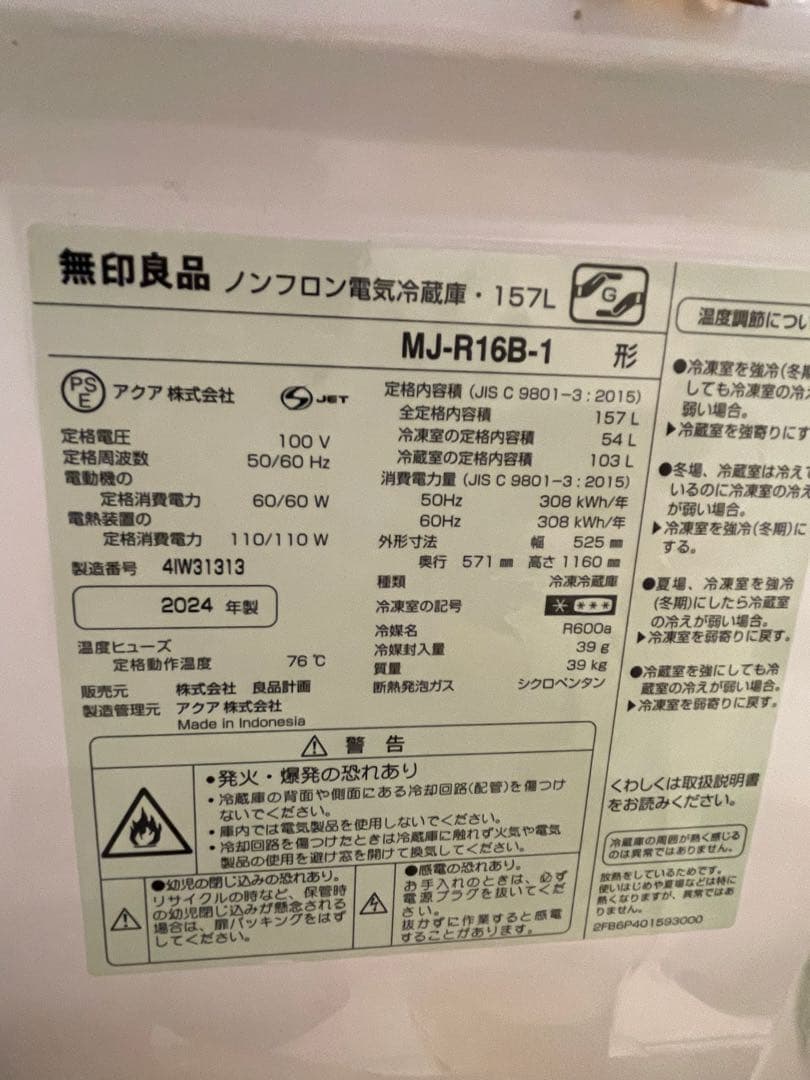 無印良品 ノンフロン電気冷蔵庫・157L G
MJ-R16B-1 形
PSE アクア 株式会社 S JET
定格電圧 100 V
定格周波数 50/60 Hz
電動機の
定格消費電力 60/60 W
電熱装置の
定格消費電力 110/110 W
製造番号 4IW31313
2024 年製
温度ヒューズ
定格動作温度 76 ℃
販売元 株式会社 良品計画
製造管理元 アクア 株式会社
Made in Indonesia
定格内容積 (JIS C 9801-3 : 2015)
全定格内容積 157 L
冷凍室の定格内容積 54 L
冷蔵室の定格内容積 103 L
消費電力量 (JIS C 9801-3 : 2015)
50Hz 308 kWh/年
60Hz 308 kWh/年
外形寸法 幅 525 ㎜
奥行 571 ㎜ 高さ 1160 ㎜
種類 冷凍冷蔵庫
冷凍室の記号 * ***
冷媒名 R600a
冷媒封入量 39 g
質量 39 kg
断熱発泡ガス シクロペンタン
警 告
●発火・爆発の恐れあり
・冷蔵庫の背面や側面にある冷却回路(配管)を傷つけ
ないでください。
・庫内では電気製品を使用しないでください。
・冷却回路を傷つけたときは冷蔵庫に触れず火気や電気
製品の使用を避け窓を開けて換気してください。
●幼児の閉じ込みの恐れあり。
リサイクルの時など、保管時
の幼児閉じ込みが懸念される
場合は、扉パッキングをはず
してください。
●感電の恐れあり。
お手入れのときは、必ず
電源プラグを抜いてくだ
さい。
抜かずに作業すると感電
することがあります。
温度調節につい
●冷凍室を強冷(冬期
しても冷凍室の冷え
弱い場合。
▶冷蔵室を強寄りにす
●冬場、冷蔵室は冷えて
いるのに冷凍室の冷え
が弱い場合。
▶冷凍室を強冷(冬期)に
する。
●夏場、冷凍室を強冷
(冬期)にしたら冷蔵室
の冷えが弱い場合。
▶冷凍室を弱寄りに戻す。
●冷蔵室を強にしても冷
蔵室の冷えが弱い場合。
▶冷凍室を弱寄りに戻す。
くわしくは取扱説明書
をお読みください。
冷蔵庫の周囲が熱く感じる
のは異常ではありません。
放熱をしているためです。
使いはじめや夏場などは特に
熱くなりますが、異常ではあ
りません。
2FB6P401593000